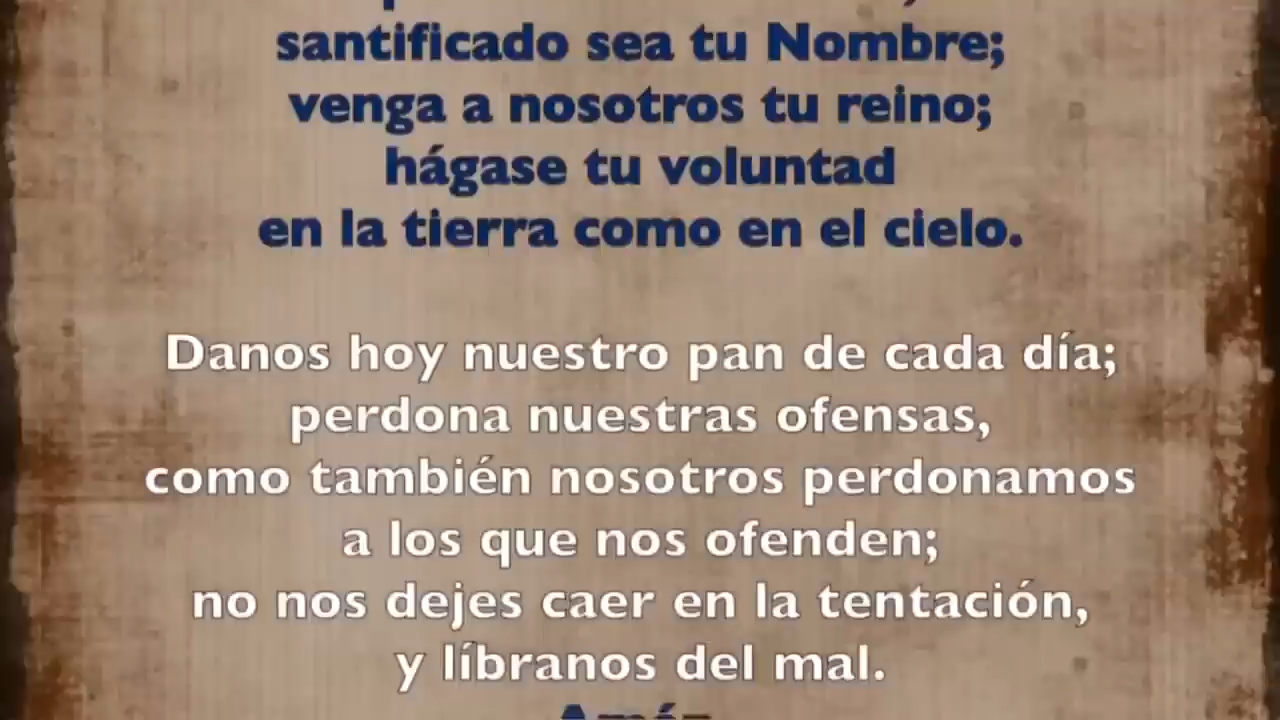 santificado sea tu Nombre;
venga a nosotros tu reino;
hágase tu voluntad
en la tierra como en el cielo.
Danos hoy nuestro pan de cada día;
perdona nuestras ofensas,
como también nosotros perdonamos
a los que nos ofenden;
no nos dejes caer en la tentación,
y líbranos del mal.